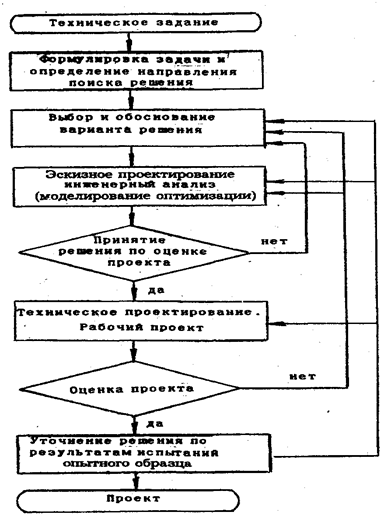 Техническое задание
Формулировка задачи и
определение направления
поиска решения
Выбор и обоснование
варианта решения
Эскизное проектирование
инженерный анализ
(моделирование оптимизации)
Принятие
решения по оценке
проекта
нет
да
Техническое проектирование.
Рабочий проект
Оценка проекта
нет
да
Уточнение решения по
результатам испытаний
опытного образца
Проект